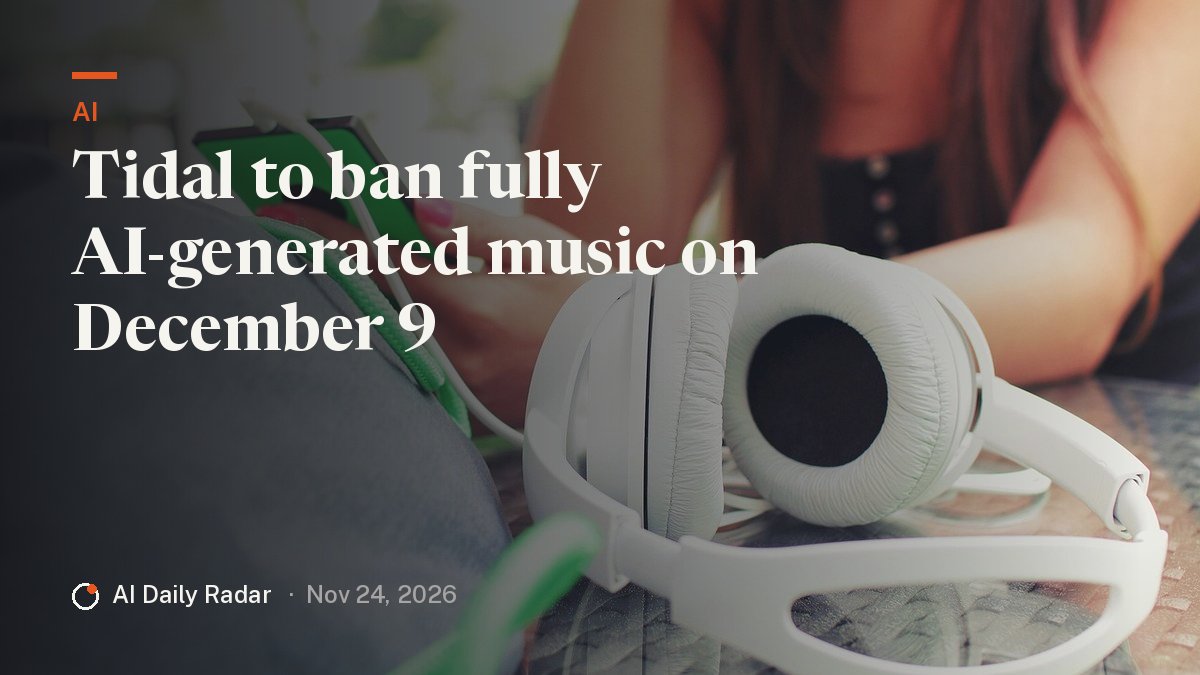 AI
Tidal to ban fully
AI-generated music on
December 9
AI Daily Radar · Nov 24, 2026